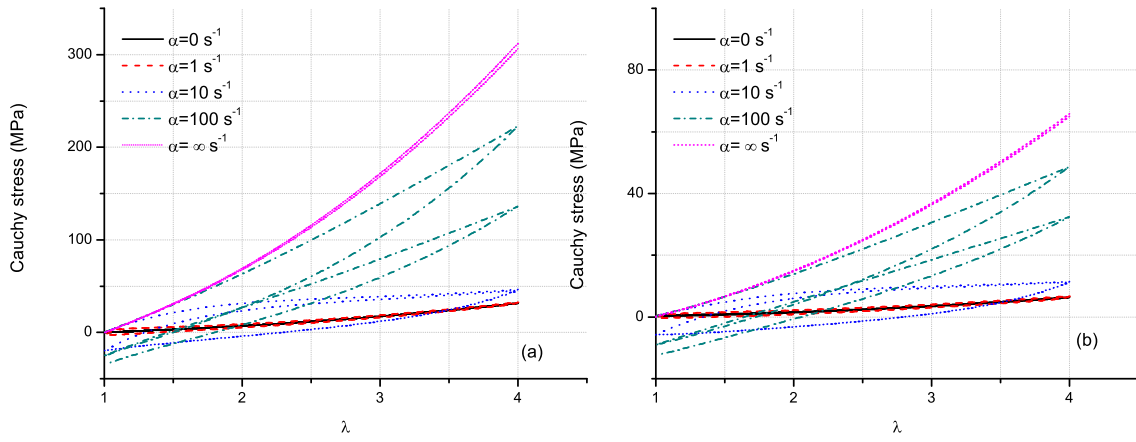 α=0 s⁻¹
α=1 s⁻¹
α=10 s⁻¹
α=100 s⁻¹
α= ∞ s⁻¹
300
200
100
0
1
2
3
4
Cauchy stress (MPa)
λ
(a)
α=0 s⁻¹
α=1 s⁻¹
α=10 s⁻¹
α=100 s⁻¹
α= ∞ s⁻¹
80
40
0
1
2
3
4
Cauchy stress (MPa)
λ
(b)